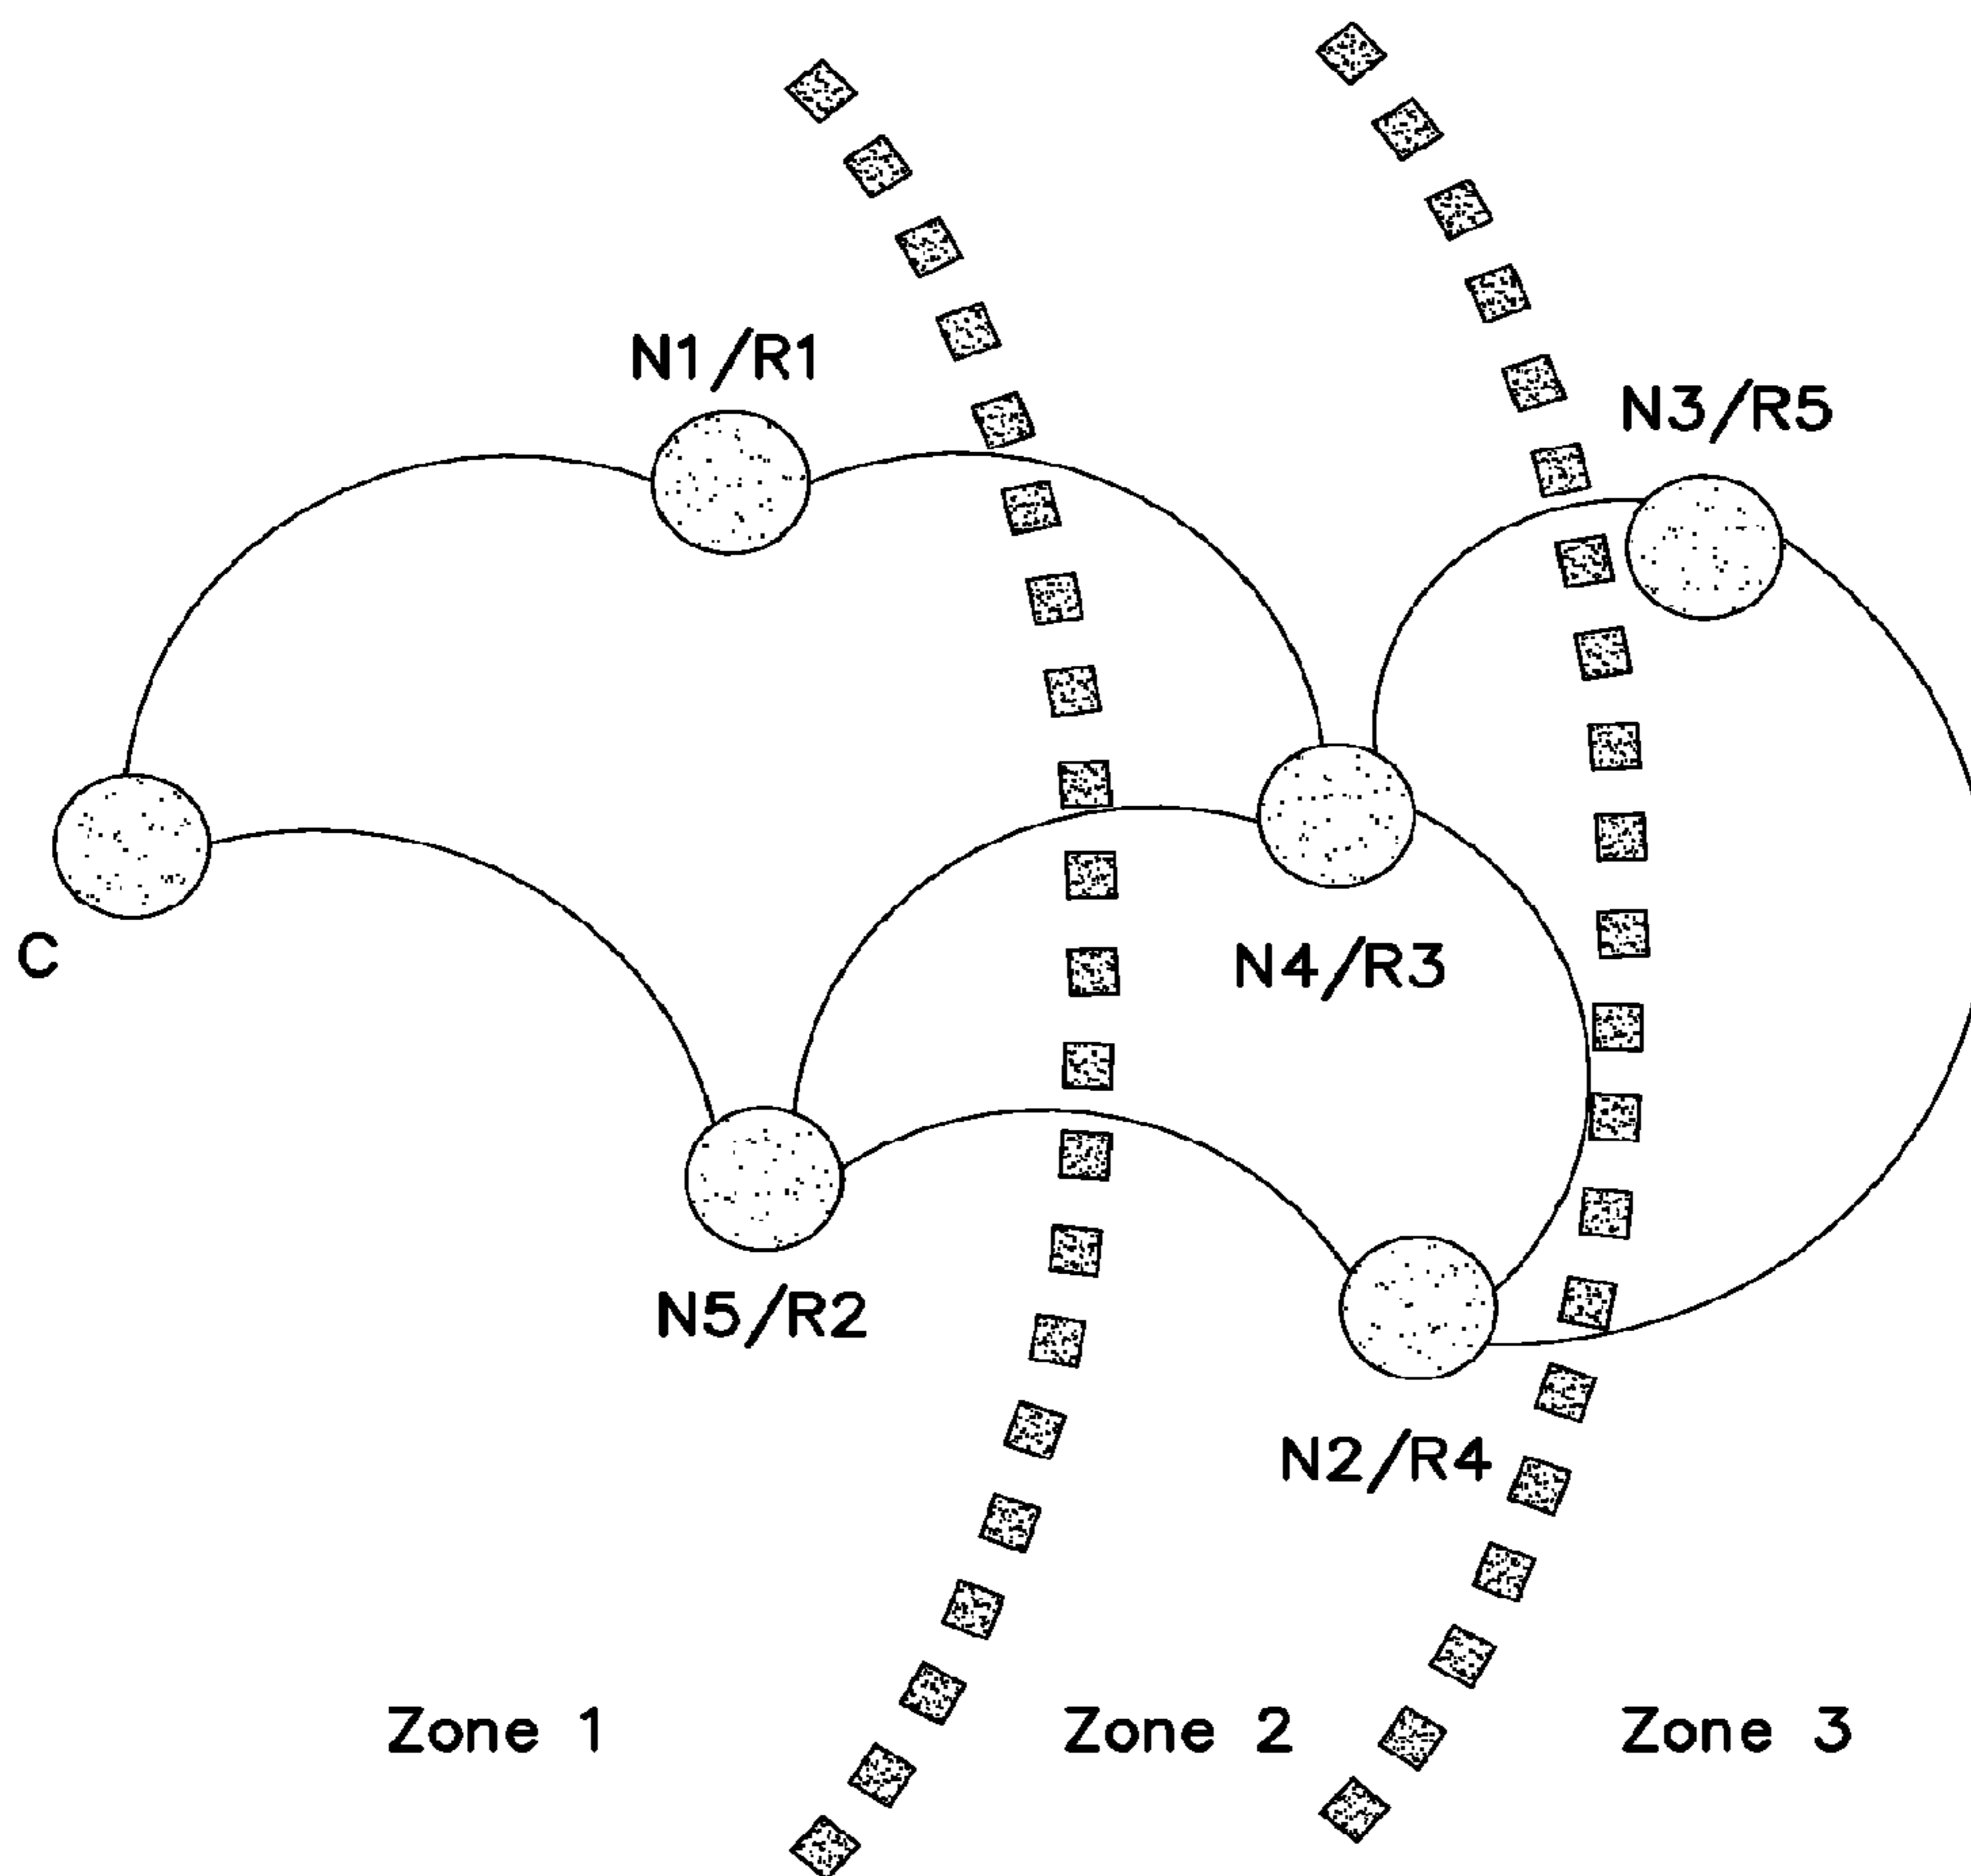 N1/R1
N3/R5
C
N4/R3
N5/R2
N2/R4
Zone 1
Zone 2
Zone 3